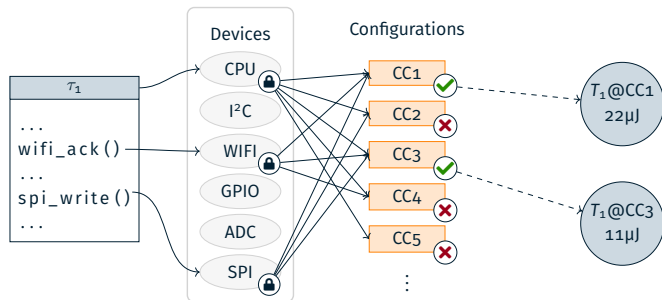 Devices
Configurations
τ₁
...
wifi_ack()
...
spi_write()
...
CPU
I²C
WIFI
GPIO
ADC
SPI
CC1
CC2
CC3
CC4
CC5
⋮
T₁@CC1
22µJ
T₁@CC3
11µJ